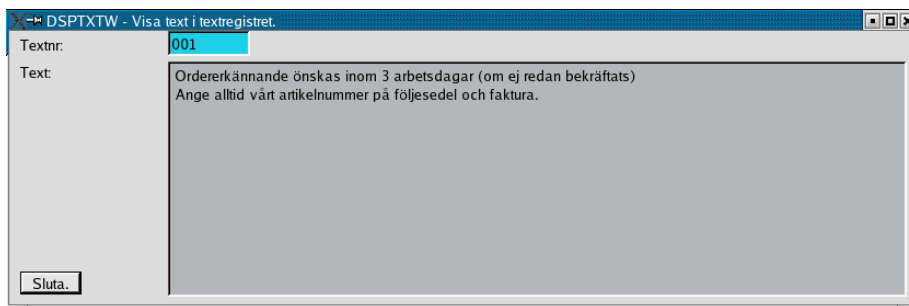 DSPTXTW - Visa text i textregistret.
Textnr:
001
Text:
Ordererkännande önskas inom 3 arbetsdagar (om ej redan bekräftats)
Ange alltid vårt artikelnummer på följesedel och faktura.
Sluta.